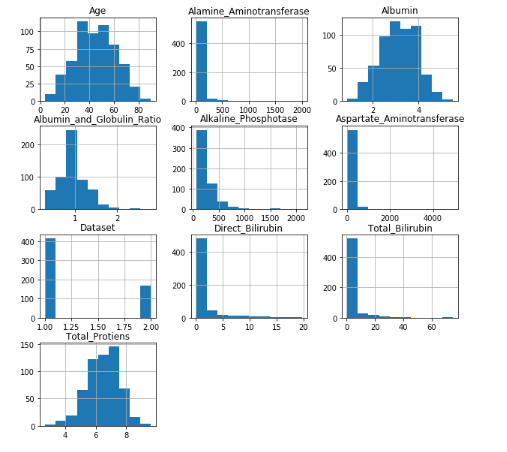 Age
Alamine_Aminotransferase
Albumin
100
75
50
25
0
0 20 40 60 80
400
200
0
0 500 1000 1500 2000
100
50
0
2 4
Albumin_and_Globulin_Ratio
Alkaline_Phosphotase
Aspartate_Aminotransferase
200
100
0
1 2
400
300
200
100
0
0 500 1000 1500 2000
400
200
0
0 2000 4000
Dataset
Direct_Bilirubin
Total_Bilirubin
400
300
200
100
0
1.00 1.25 1.50 1.75 2.00
400
200
0
0 5 10 15 20
400
200
0
0 20 40 60
Total_Protiens
150
100
50
0
4 6 8